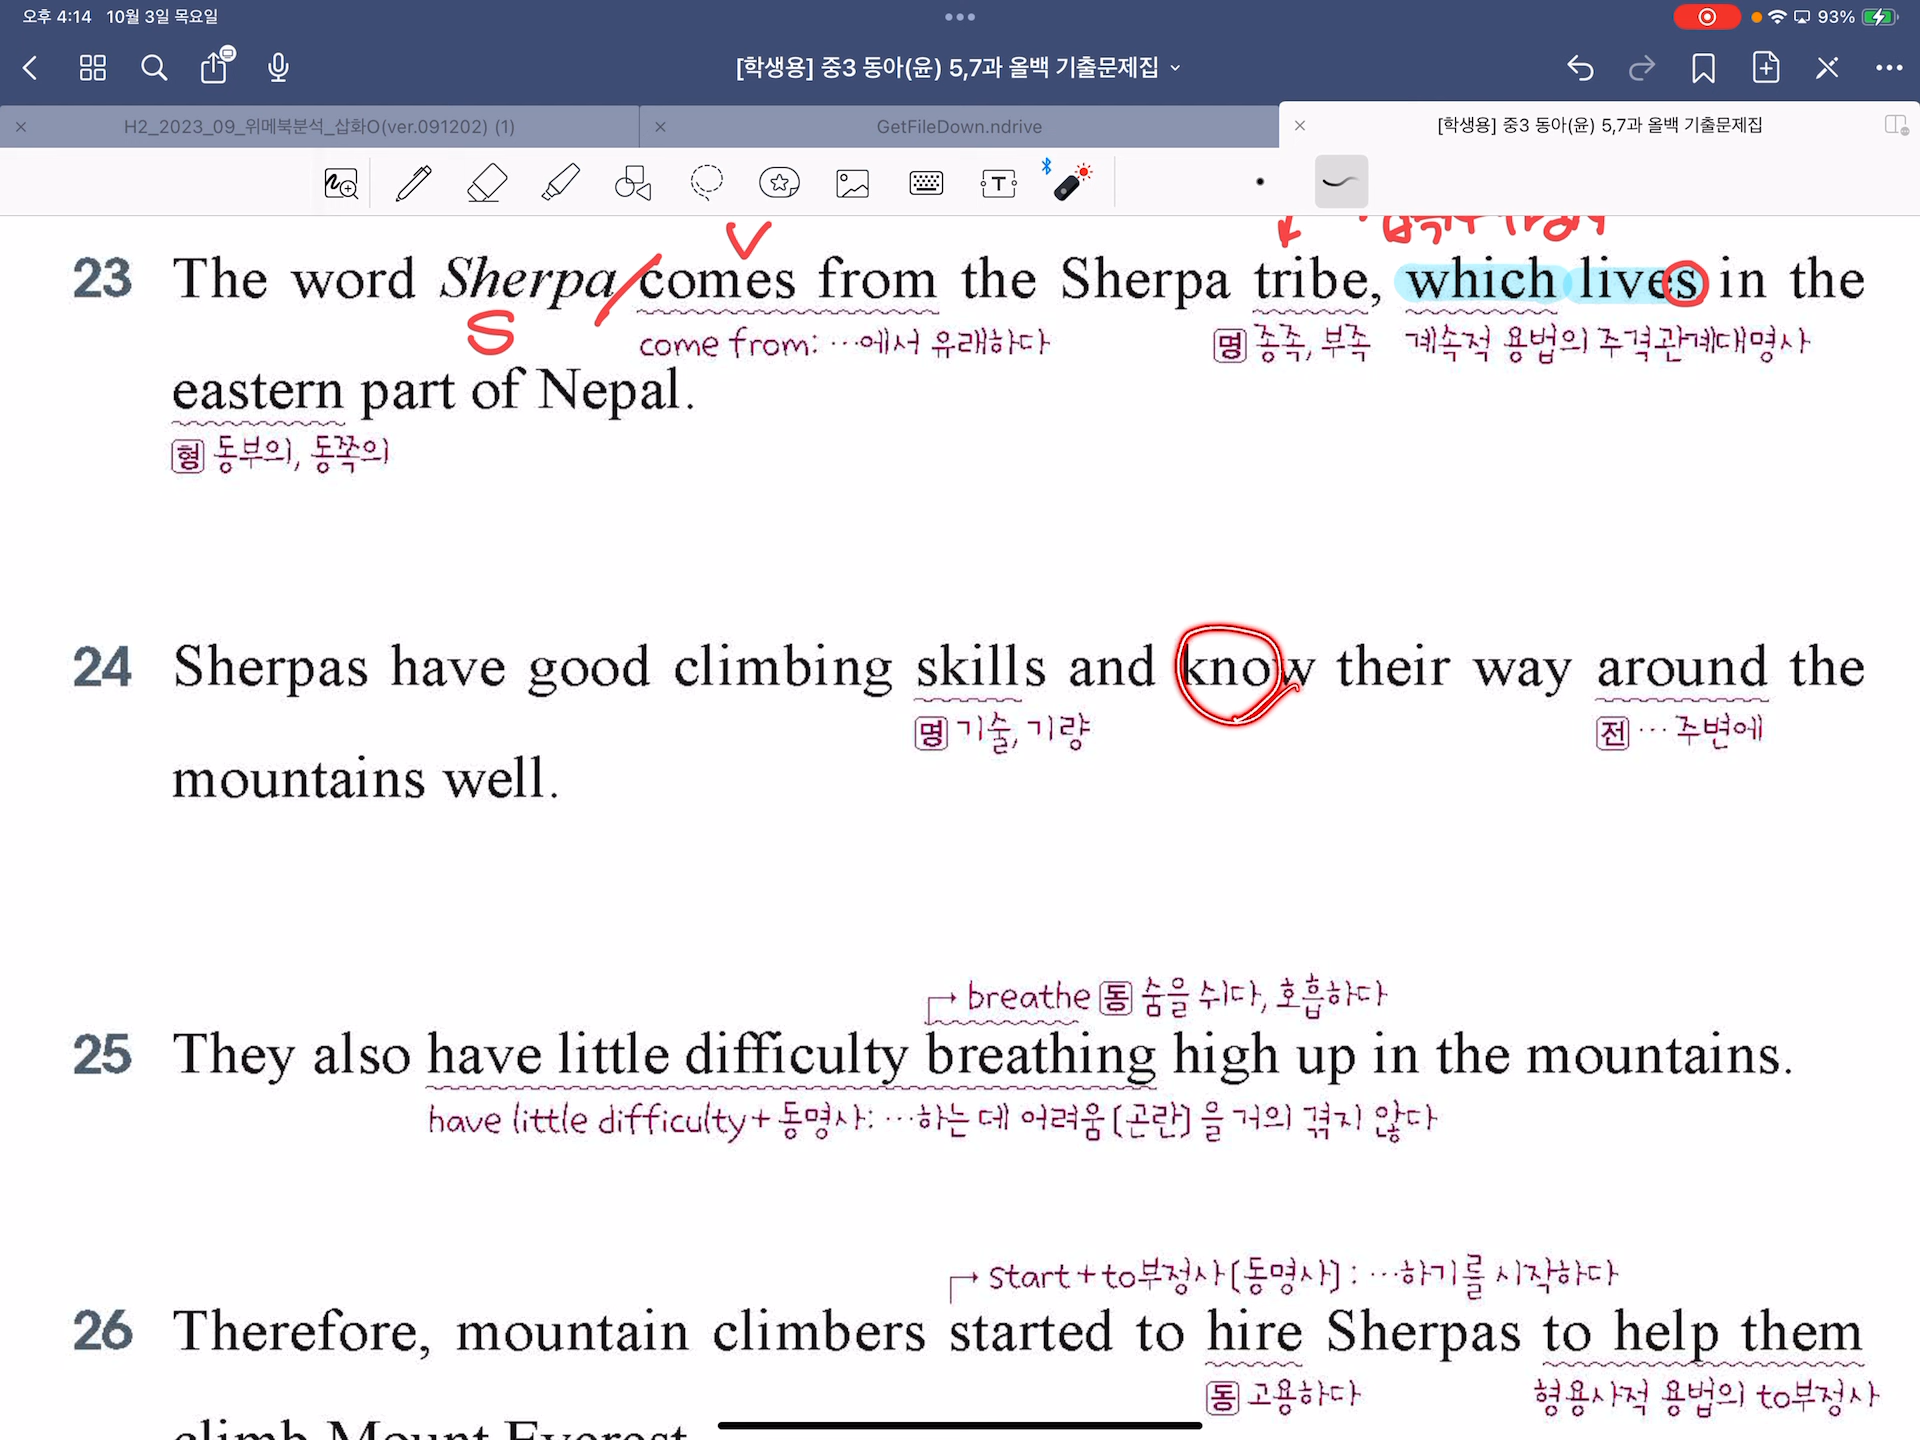 오후 4:14 10월 3일 목요일
93%
[학생용] 중3 동아(윤) 5,7과 올백 기출문제집
H2_2023_09_위메북분석_삽화O(ver.091202) (1)
GetFileDown.ndrive
[학생용] 중3 동아(윤) 5,7과 올백 기출문제집
V
23 The word Sherpa comes from the Sherpa tribe, which lives in the
S
come from: …에서 유래하다
명 종족, 부족
계속적 용법의 주격관계대명사
eastern part of Nepal.
형 동부의, 동쪽의
24 Sherpas have good climbing skills and know their way around the
명 기술, 기량
전 … 주변에
mountains well.
breathe 동 숨을 쉬다, 호흡하다
25 They also have little difficulty breathing high up in the mountains.
have little difficulty + 동명사: …하는 데 어려움[곤란]을 거의 겪지 않다
start + to부정사[동명사]: …하기를 시작하다
26 Therefore, mountain climbers started to hire Sherpas to help them
동 고용하다
형용사적 용법의 to부정사
climb Mount Everest.